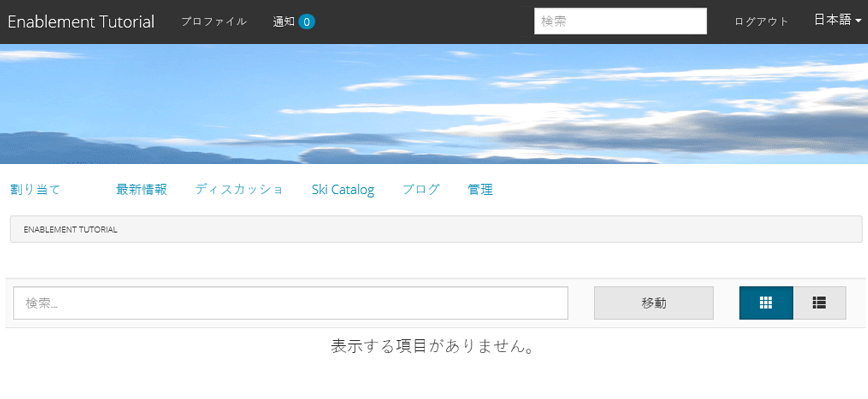 Enablement Tutorial プロファイル 通知 0 検索 ログアウト 日本語
割り当て 最新情報 ディスカッショ Ski Catalog ブログ 管理
ENABLEMENT TUTORIAL
検索... 移動
表示する項目がありません。